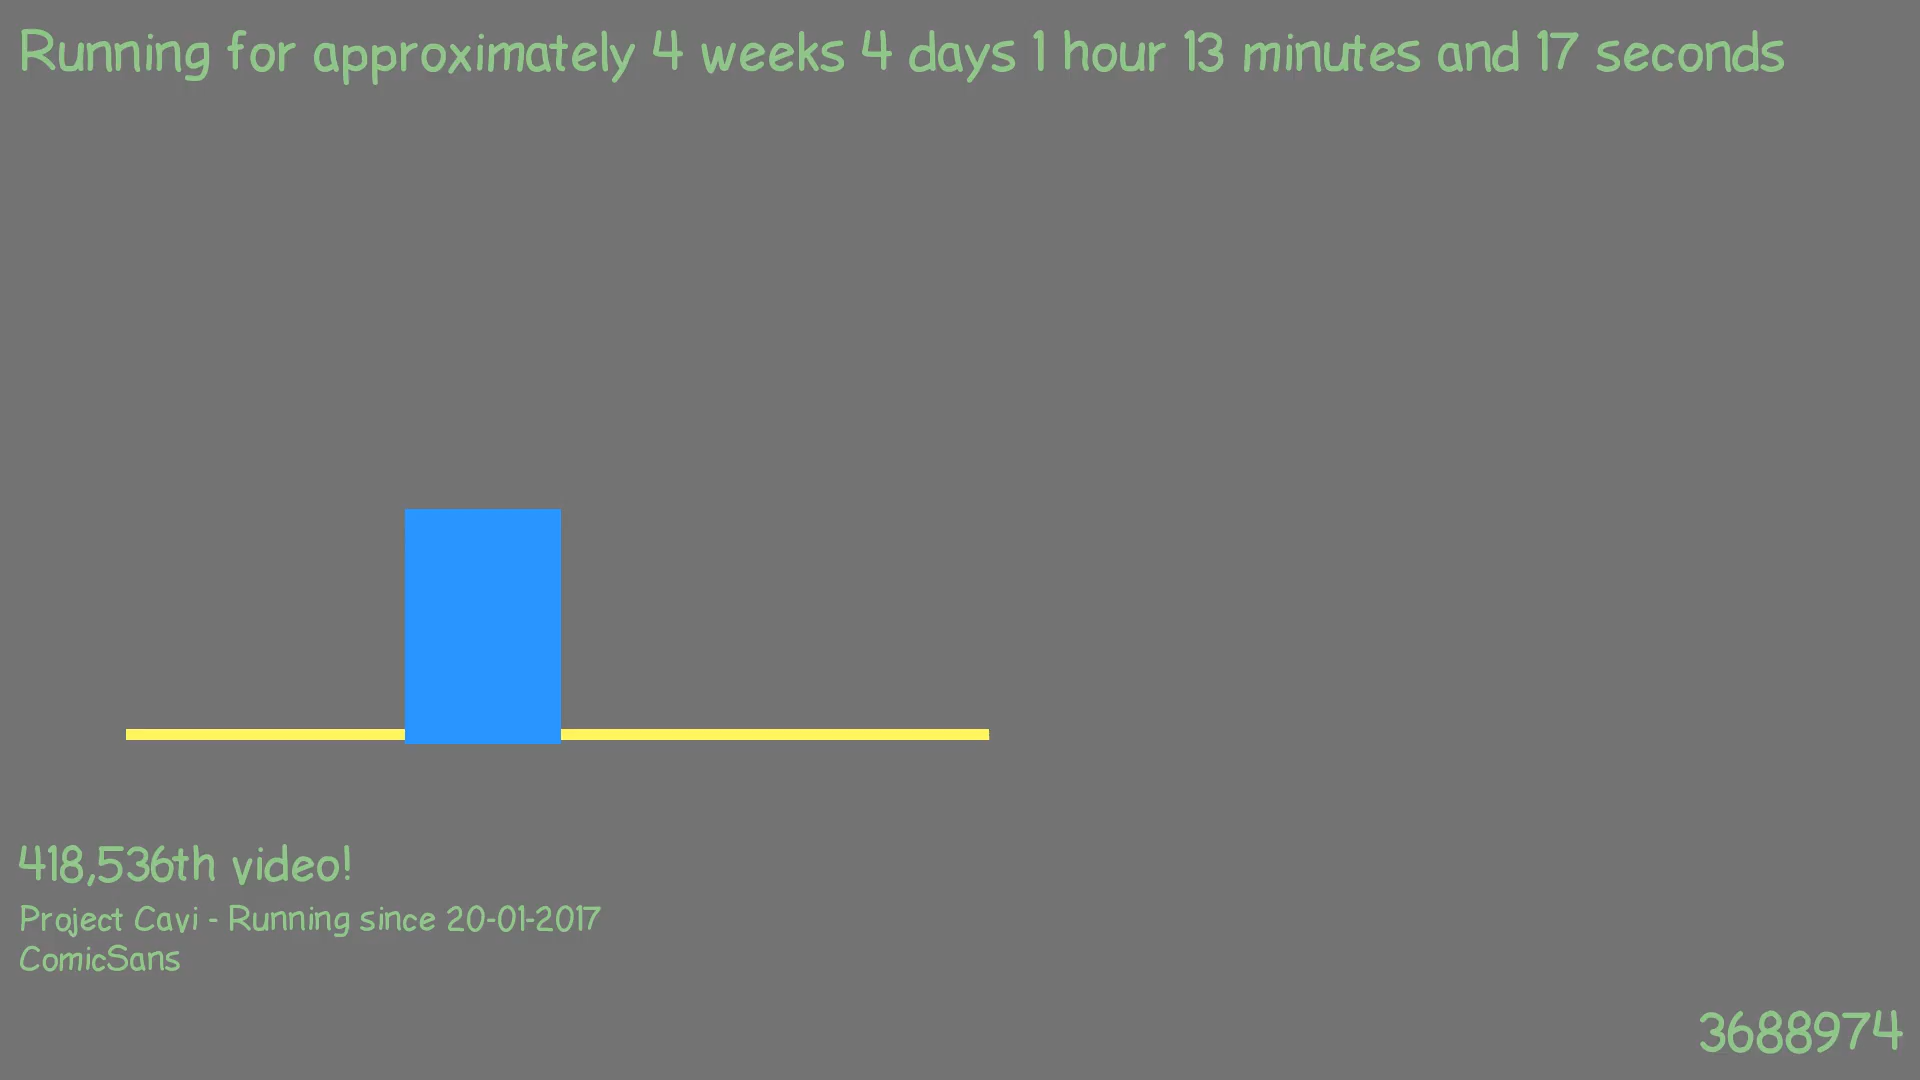 Running for approximately 4 weeks 4 days 1 hour 13 minutes and 17 seconds
418,536th video!
Project Cavi - Running since 20-01-2017
ComicSans
3688974